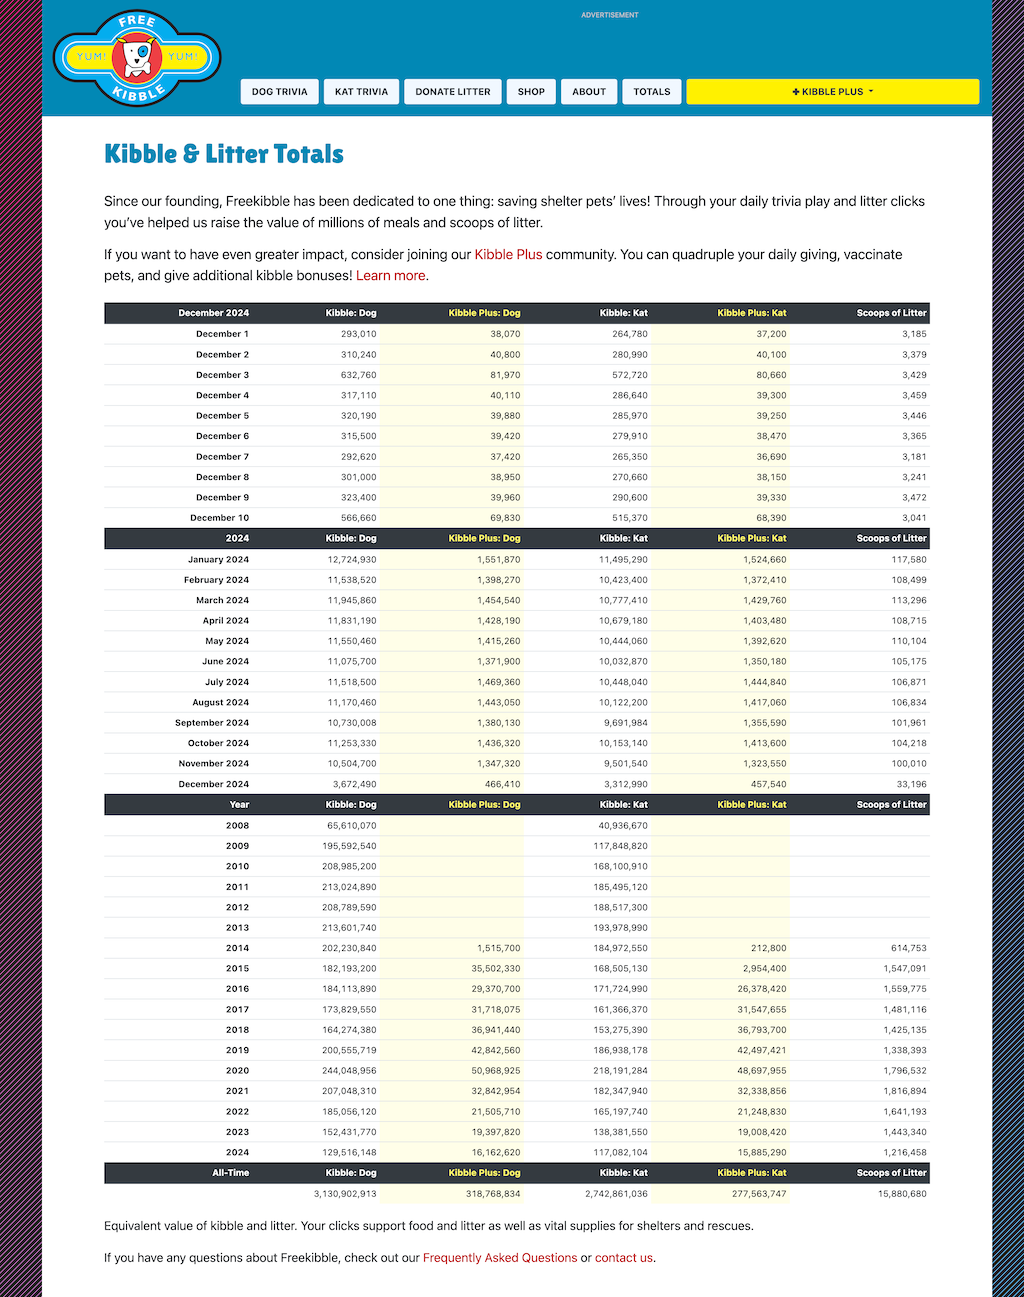 ADVERTISEMENT
FREE
YUM! YUM!
KIBBLE
DOG TRIVIA KAT TRIVIA DONATE LITTER SHOP ABOUT TOTALS + KIBBLE PLUS
Kibble & Litter Totals
Since our founding, Freekibble has been dedicated to one thing: saving shelter pets' lives! Through your daily trivia play and litter clicks
you've helped us raise the value of millions of meals and scoops of litter.
If you want to have even greater impact, consider joining our Kibble Plus community. You can quadruple your daily giving, vaccinate
pets, and give additional kibble bonuses! Learn more.
December 2024 Kibble: Dog Kibble Plus: Dog Kibble: Kat Kibble Plus: Kat Scoops of Litter
December 1 293,010 38,070 264,780 37,200 3,185
December 2 310,240 40,800 280,990 40,100 3,379
December 3 632,760 81,970 572,720 80,660 3,429
December 4 317,110 40,110 286,640 39,300 3,459
December 5 320,190 39,880 285,970 39,250 3,446
December 6 315,500 39,420 279,910 38,470 3,365
December 7 292,620 37,420 265,350 36,690 3,181
December 8 301,000 38,950 270,660 38,150 3,241
December 9 323,400 39,960 290,600 39,330 3,472
December 10 566,660 69,830 515,370 68,390 3,041
2024 Kibble: Dog Kibble Plus: Dog Kibble: Kat Kibble Plus: Kat Scoops of Litter
January 2024 12,724,930 1,551,870 11,495,290 1,524,660 117,580
February 2024 11,538,520 1,398,270 10,423,400 1,372,410 108,499
March 2024 11,945,860 1,454,540 10,777,410 1,429,760 113,296
April 2024 11,831,190 1,428,190 10,679,180 1,403,480 108,715
May 2024 11,550,460 1,415,260 10,444,060 1,392,620 110,104
June 2024 11,075,700 1,371,900 10,032,870 1,350,180 105,175
July 2024 11,518,500 1,469,360 10,448,040 1,444,840 106,871
August 2024 11,170,460 1,443,050 10,122,200 1,417,060 106,834
September 2024 10,730,008 1,380,130 9,691,984 1,355,590 101,961
October 2024 11,253,330 1,436,320 10,153,140 1,413,600 104,218
November 2024 10,504,700 1,347,320 9,501,540 1,323,550 100,010
December 2024 3,672,490 466,410 3,312,990 457,540 33,196
Year Kibble: Dog Kibble Plus: Dog Kibble: Kat Kibble Plus: Kat Scoops of Litter
2008 65,610,070 40,936,670
2009 195,592,540 117,848,820
2010 208,985,200 168,100,910
2011 213,024,890 185,495,120
2012 208,789,590 188,517,300
2013 213,601,740 193,978,990
2014 202,230,840 1,515,700 184,972,550 212,800 614,753
2015 182,193,200 35,502,330 168,505,130 2,954,400 1,547,091
2016 184,113,890 29,370,700 171,724,990 26,378,420 1,559,775
2017 173,829,550 31,718,075 161,366,370 31,547,655 1,481,116
2018 164,274,380 36,941,440 153,275,390 36,793,700 1,425,135
2019 200,555,719 42,842,560 186,938,178 42,497,421 1,338,393
2020 244,048,956 50,968,925 218,191,284 48,697,955 1,796,532
2021 207,048,310 32,842,954 182,347,940 32,338,856 1,816,894
2022 185,056,120 21,505,710 165,197,740 21,248,830 1,641,193
2023 152,431,770 19,397,820 138,381,550 19,008,420 1,443,340
2024 129,516,148 16,162,620 117,082,104 15,885,290 1,216,458
All-Time Kibble: Dog Kibble Plus: Dog Kibble: Kat Kibble Plus: Kat Scoops of Litter
3,130,902,913 318,768,834 2,742,861,036 277,563,747 15,880,680
Equivalent value of kibble and litter. Your clicks support food and litter as well as vital supplies for shelters and rescues.
If you have any questions about Freekibble, check out our Frequently Asked Questions or contact us.